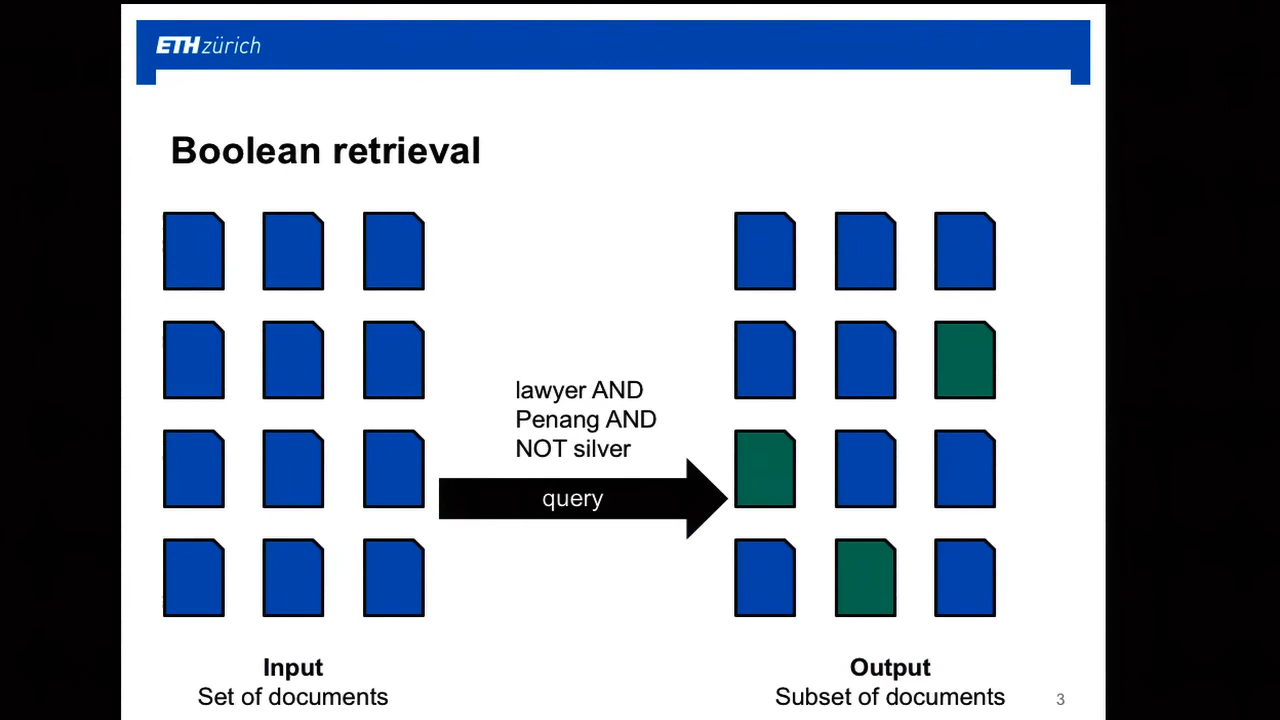 ETH zürich
Boolean retrieval
lawyer AND
Penang AND
NOT silver
query
Input
Set of documents
Output
Subset of documents
3